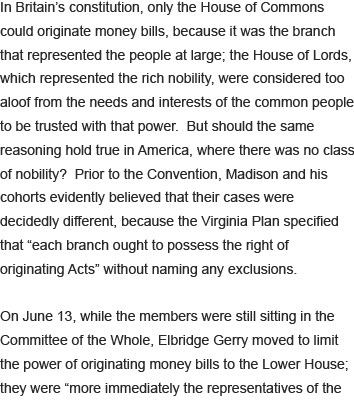 In Britain’s constitution, only the House of Commons
could originate money bills, because it was the branch
that represented the people at large; the House of Lords,
which represented the rich nobility, were considered too
aloof from the needs and interests of the common people
to be trusted with that power.  But should the same
reasoning hold true in America, where there was no class
of nobility?  Prior to the Convention, Madison and his
cohorts evidently believed that their cases were
decidedly different, because the Virginia Plan specified
that “each branch ought to possess the right of
originating Acts” without naming any exclusions.

On June 13, while the members were still sitting in the
Committee of the Whole, Elbridge Gerry moved to limit
the power of originating money bills to the Lower House;
they were “more immediately the representatives of the